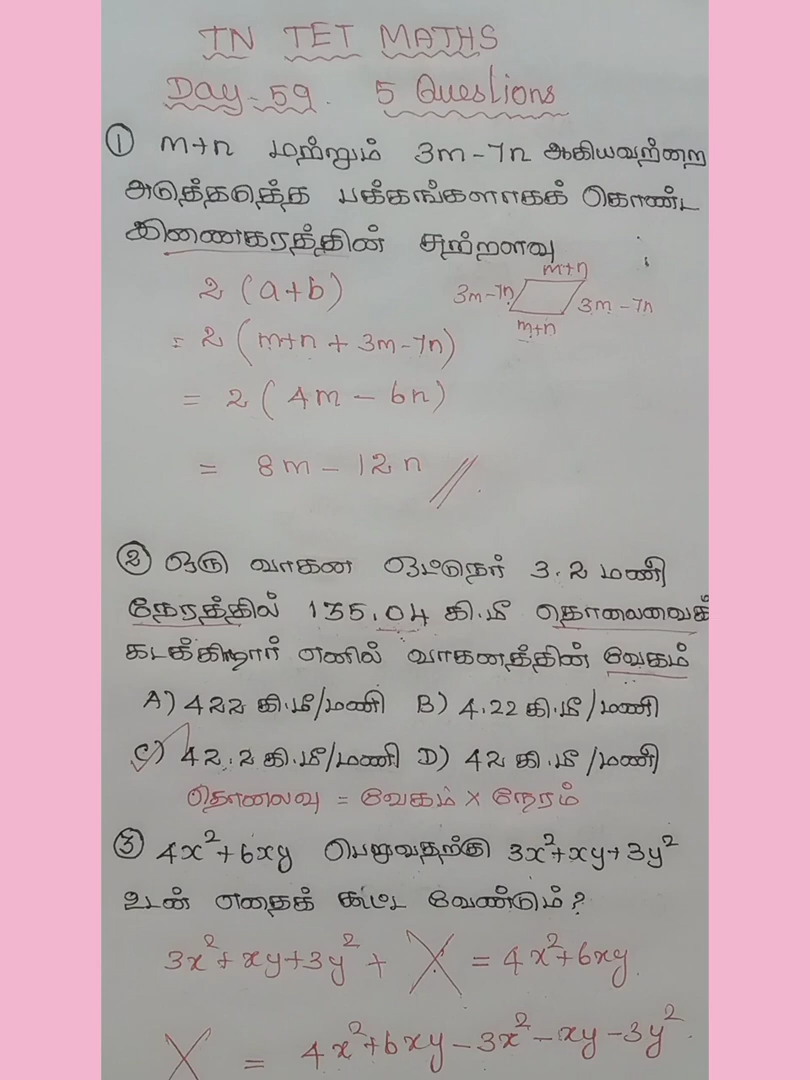 TN TET MATHS
Day-59. 5 Questions
① m+n மற்றும் 3m-7n ஆகியவற்றை
அடுத்தடுத்த பக்கங்களாகக் கொண்ட
இணைகரத்தின் சுற்றளவு ;
2 (a+b)
m+n
3m-7n
3m-7n
m+n
= 2 (m+n + 3m-7n)
= 2 (4m - 6n)
= 8m - 12n //.
② ஒரு வாகன ஓட்டுநர் 3.2 மணி
நேரத்தில் 135.04 கி.மீ தொலைவைக்
கடக்கிறார் எனில் வாகனத்தின் வேகம்
A) 422 கி.மீ/மணி B) 4.22 கி.மீ/மணி
C) 42.2 கி.மீ/மணி D) 42 கி.மீ/மணி
தொலைவு = வேகம் × நேரம்
③ 4x²+6xy பெறுவதற்கு 3x²+xy+3y²
உடன் எதைக் கூட்ட வேண்டும்?
3x²+xy+3y² + X = 4x²+6xy.
X = 4x²+6xy-3x²-xy-3y².